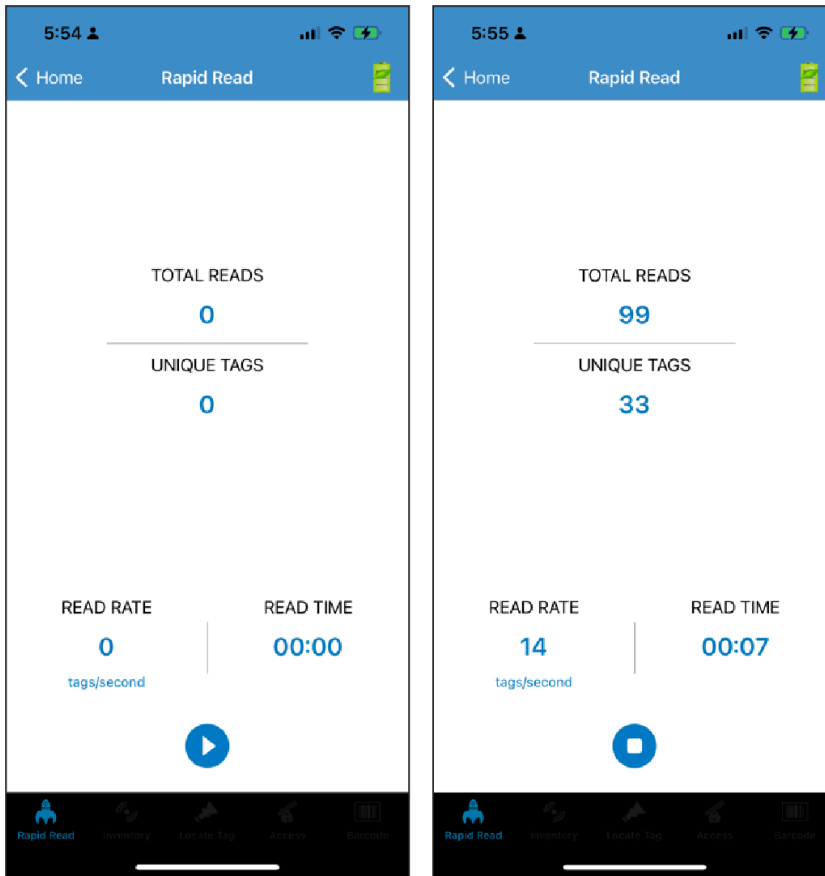 5:54
Home
Rapid Read
TOTAL READS
0
UNIQUE TAGS
0
READ RATE
READ TIME
0
00:00
tags/second
Rapid Read
Inventory
Locate Tag
Access
Barcode
5:55
Home
Rapid Read
TOTAL READS
99
UNIQUE TAGS
33
READ RATE
READ TIME
14
00:07
tags/second
Rapid Read
Inventory
Locate Tag
Access
Barcode